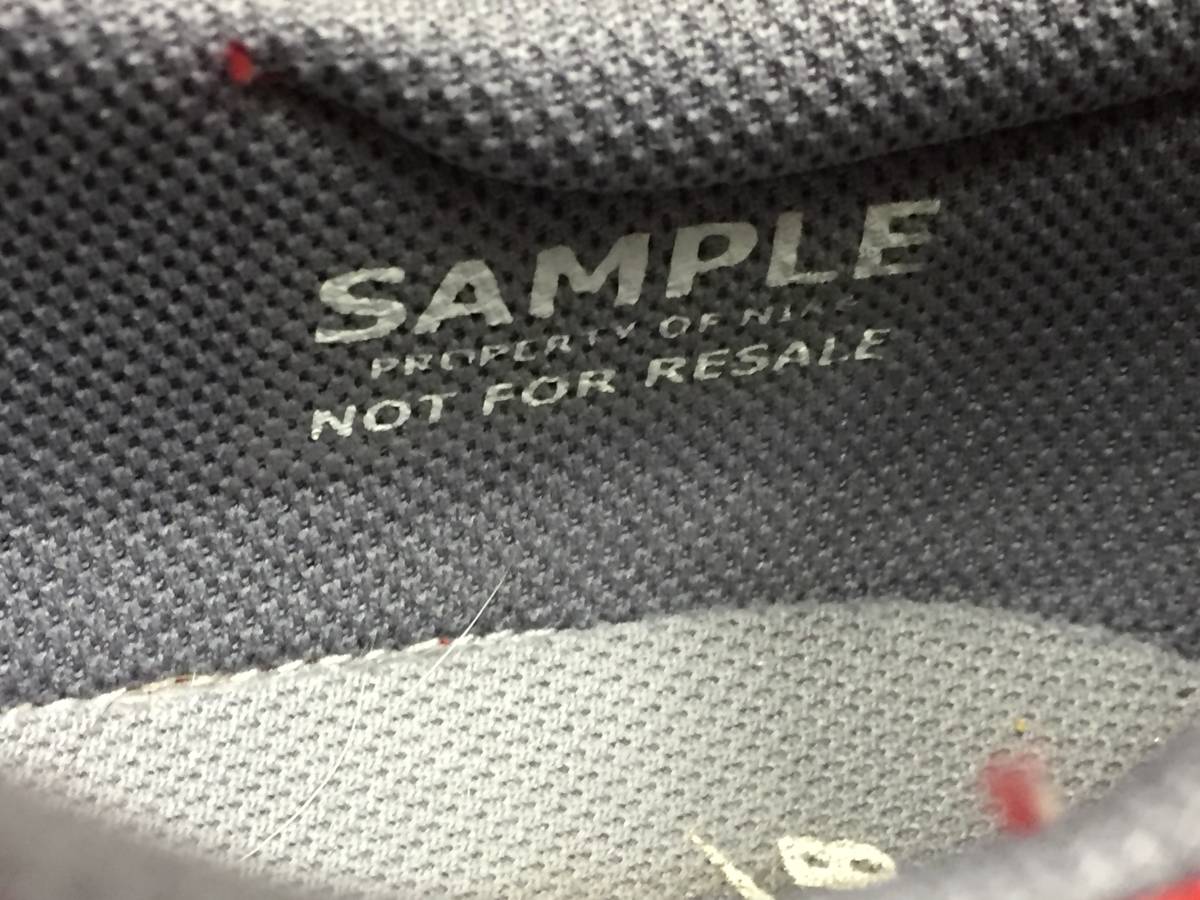 SAMPLE
PROPERTY OF NIKE
NOT FOR RESALE